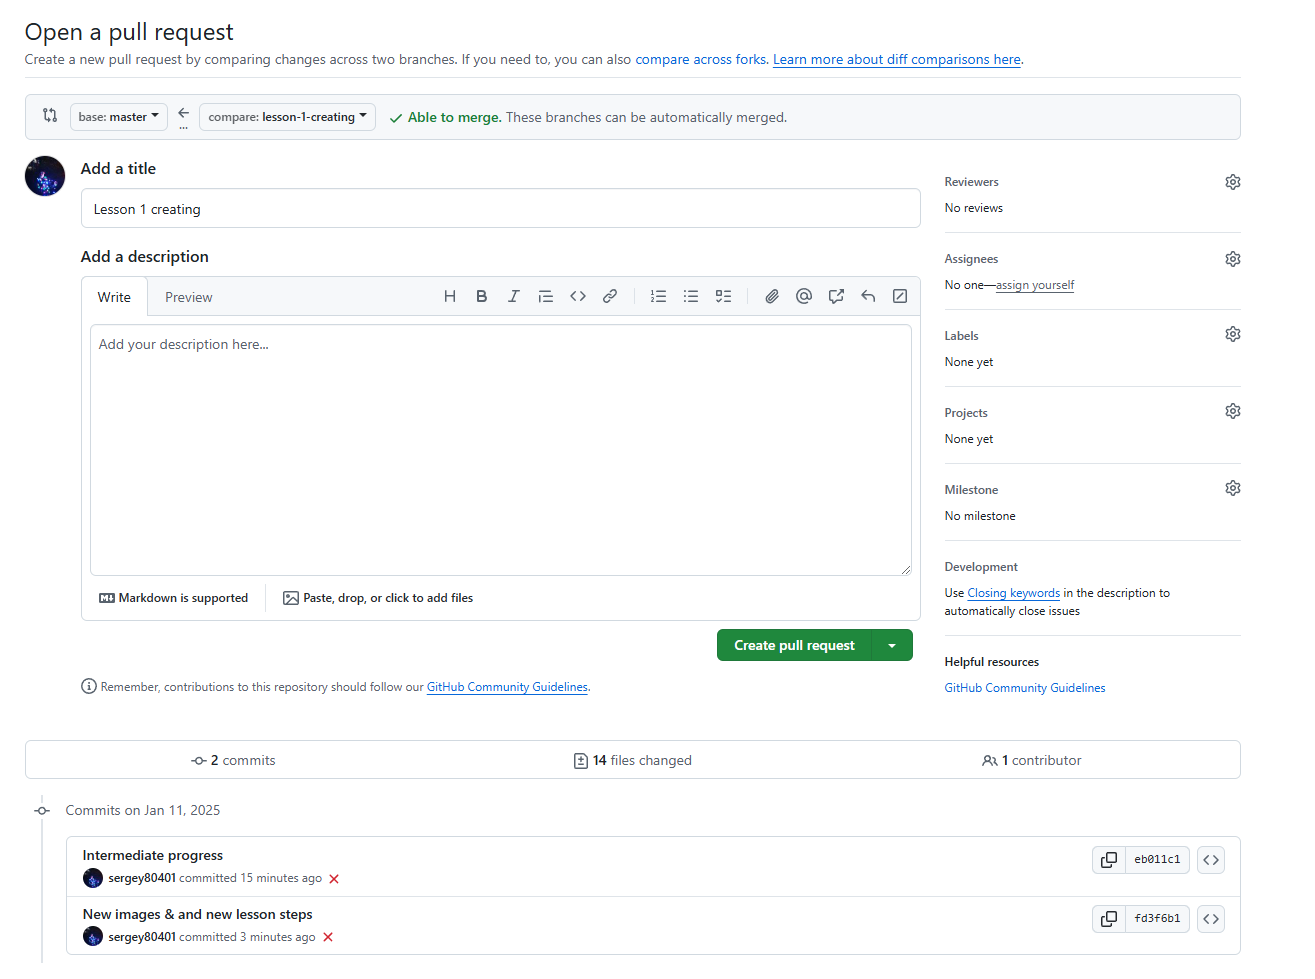 Open a pull request
Create a new pull request by comparing changes across two branches. If you need to, you can also compare across forks. Learn more about diff comparisons here.
base: master
...
compare: lesson-1-creating
Able to merge. These branches can be automatically merged.
Add a title
Lesson 1 creating
Add a description
Write
Preview
Add your description here...
Markdown is supported
Paste, drop, or click to add files
Create pull request
Remember, contributions to this repository should follow our GitHub Community Guidelines.
Reviewers
No reviews
Assignees
No one—assign yourself
Labels
None yet
Projects
None yet
Milestone
No milestone
Development
Use Closing keywords in the description to
automatically close issues
Helpful resources
GitHub Community Guidelines
2 commits
14 files changed
1 contributor
Commits on Jan 11, 2025
Intermediate progress
eb011c1
sergey80401 committed 15 minutes ago
New images & and new lesson steps
fd3f6b1
sergey80401 committed 3 minutes ago